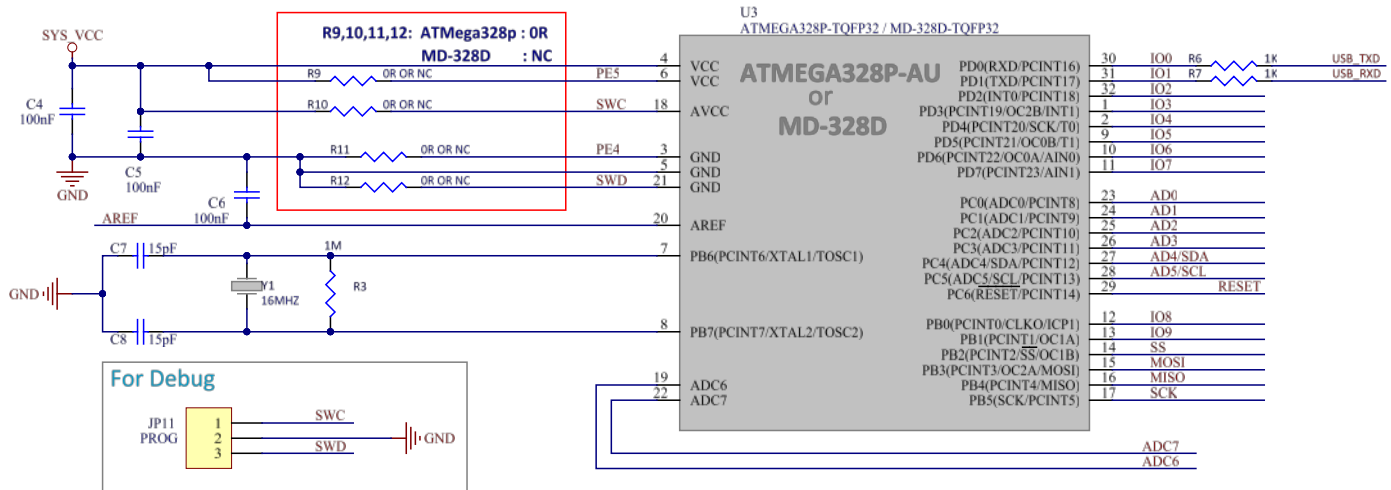 U3
ATMEGA328P-TQFP32 / MD-328D-TQFP32
SYS_VCC
R9,10,11,12: ATMega328p : 0R
MD-328D : NC
ATMEGA328P-AU
or
MD-328D
C4
100nF
C5
100nF
C6
100nF
GND
R9 0R OR NC PE5
R10 0R OR NC SWC
R11 0R OR NC PE4
R12 0R OR NC SWD
AREF
4 VCC
6 VCC
18 AVCC
3 GND
5 GND
21 GND
20 AREF
7 PB6(PCINT6/XTAL1/TOSC1)
8 PB7(PCINT7/XTAL2/TOSC2)
19 ADC6
22 ADC7
C7 15pF
1M
R3
Y1
16MHZ
GND
C8 15pF
PD0(RXD/PCINT16) 30 IO0 R6 1K USB_TXD
PD1(TXD/PCINT17) 31 IO1 R7 1K USB_RXD
PD2(INT0/PCINT18) 32 IO2
PD3(PCINT19/OC2B/INT1) 1 IO3
PD4(PCINT20/SCK/T0) 2 IO4
PD5(PCINT21/OC0B/T1) 9 IO5
PD6(PCINT22/OC0A/AIN0) 10 IO6
PD7(PCINT23/AIN1) 11 IO7
PC0(ADC0/PCINT8) 23 AD0
PC1(ADC1/PCINT9) 24 AD1
PC2(ADC2/PCINT10) 25 AD2
PC3(ADC3/PCINT11) 26 AD3
PC4(ADC4/SDA/PCINT12) 27 AD4/SDA
PC5(ADC5/SCL/PCINT13) 28 AD5/SCL
PC6(RESET/PCINT14) 29 RESET
PB0(PCINT0/CLKO/ICP1) 12 IO8
PB1(PCINT1/OC1A) 13 IO9
PB2(PCINT2/SS/OC1B) 14 SS
PB3(PCINT3/OC2A/MOSI) 15 MOSI
PB4(PCINT4/MISO) 16 MISO
PB5(SCK/PCINT5) 17 SCK
ADC7
ADC6
For Debug
JP11
PROG
1 SWC
2 GND
3 SWD